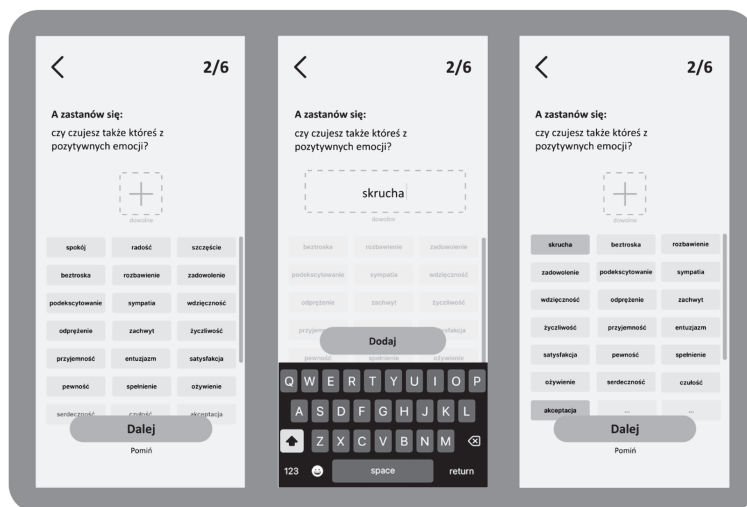 2/6
A zastanów się:
czy czujesz także któreś z
pozytywnych emocji?
dowolne
spokój radość szczęście
beztroska rozbawienie zadowolenie
podekscytowanie sympatia wdzięczność
odprężenie zachwyt życzliwość
przyjemność entuzjazm satysfakcja
pewność spełnienie ożywienie
serdeczność czułość akceptacja
Dalej
Pomiń
2/6
A zastanów się:
czy czujesz także któreś z
pozytywnych emocji?
skrucha
dowolne
beztroska rozbawienie zadowolenie
podekscytowanie sympatia wdzięczność
odprężenie zachwyt życzliwość
Dodaj
pewność spełnienie ożywienie
Q W E R T Y U I O P
A S D F G H J K L
Z X C V B N M
123 space return
2/6
A zastanów się:
czy czujesz także któreś z
pozytywnych emocji?
dowolne
skrucha beztroska rozbawienie
zadowolenie podekscytowanie sympatia
wdzięczność odprężenie zachwyt
życzliwość przyjemność entuzjazm
satysfakcja pewność spełnienie
ożywienie serdeczność czułość
akceptacja ... ...
Dalej
Pomiń